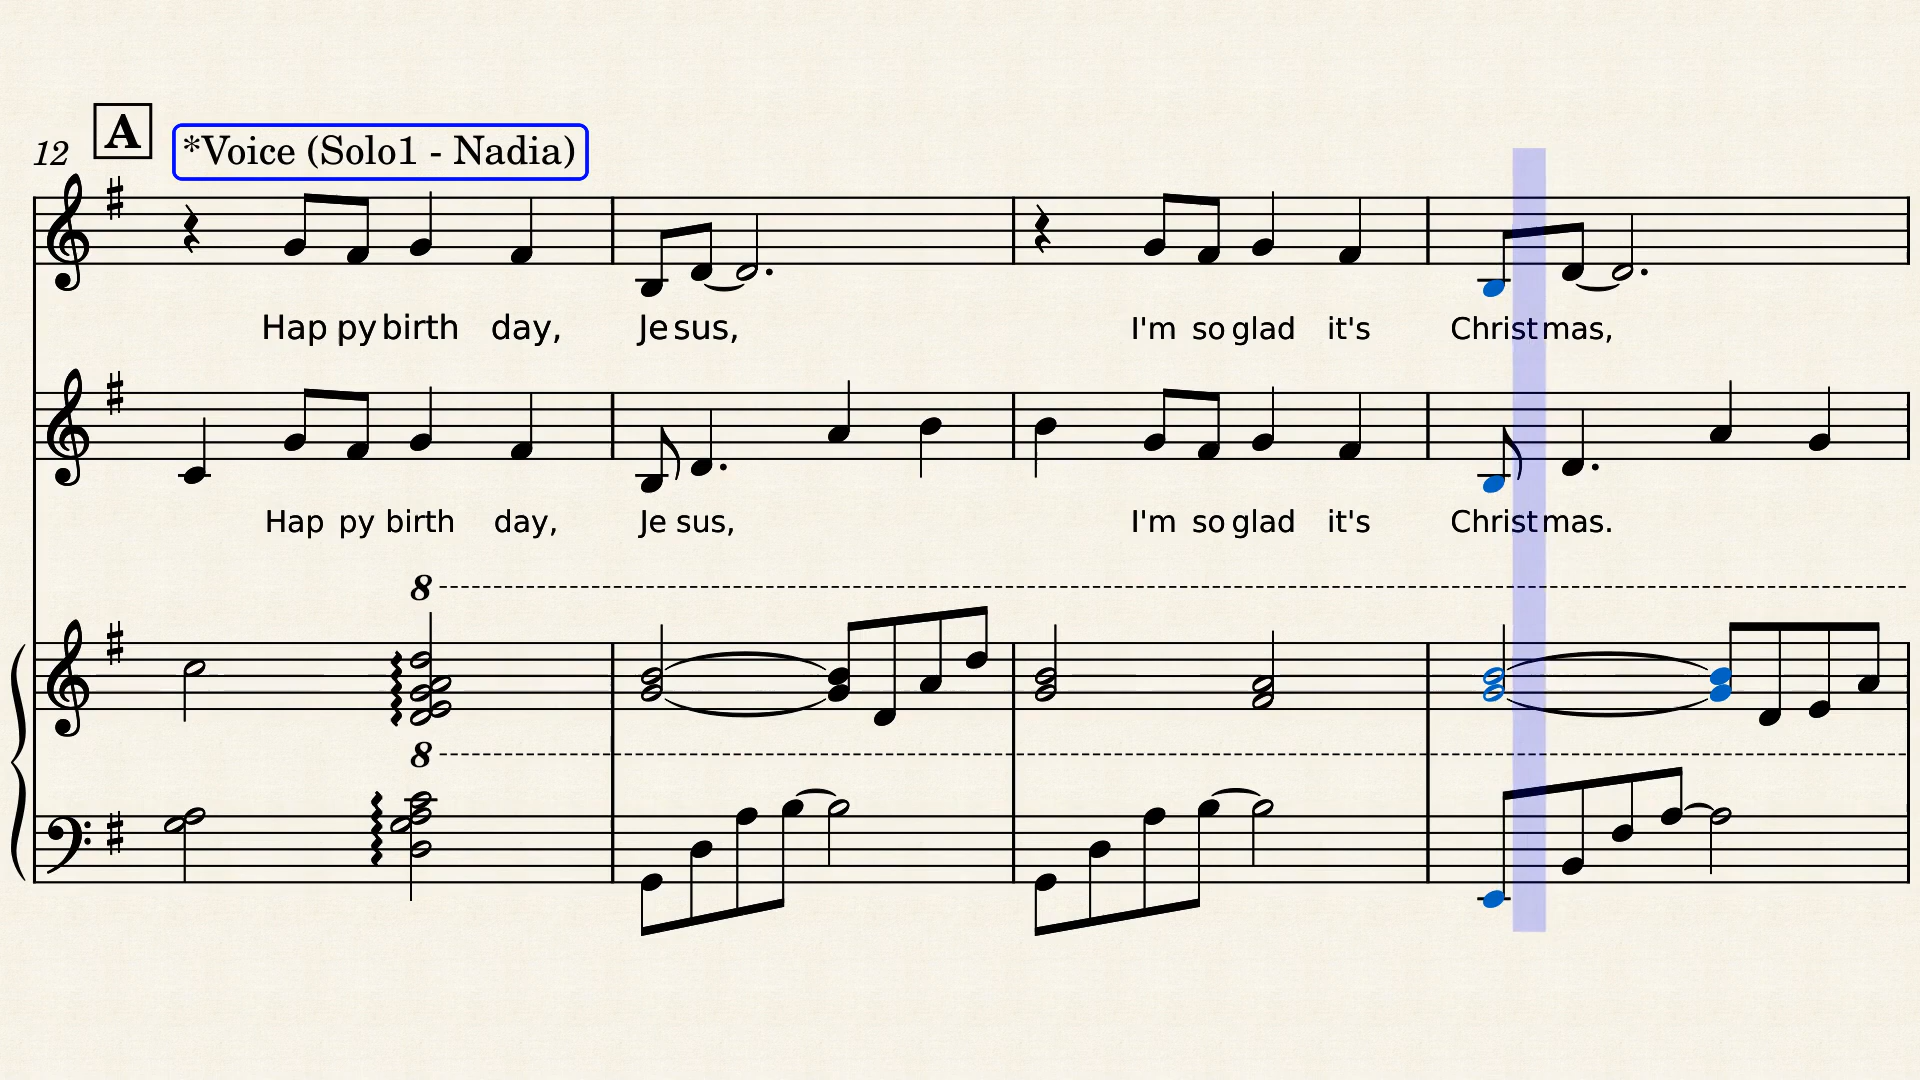 12 A *Voice (Solo1 - Nadia)
Hap py birth day, Je sus, I'm so glad it's Christ mas,
Hap py birth day, Je sus, I'm so glad it's Christ mas.
8
8